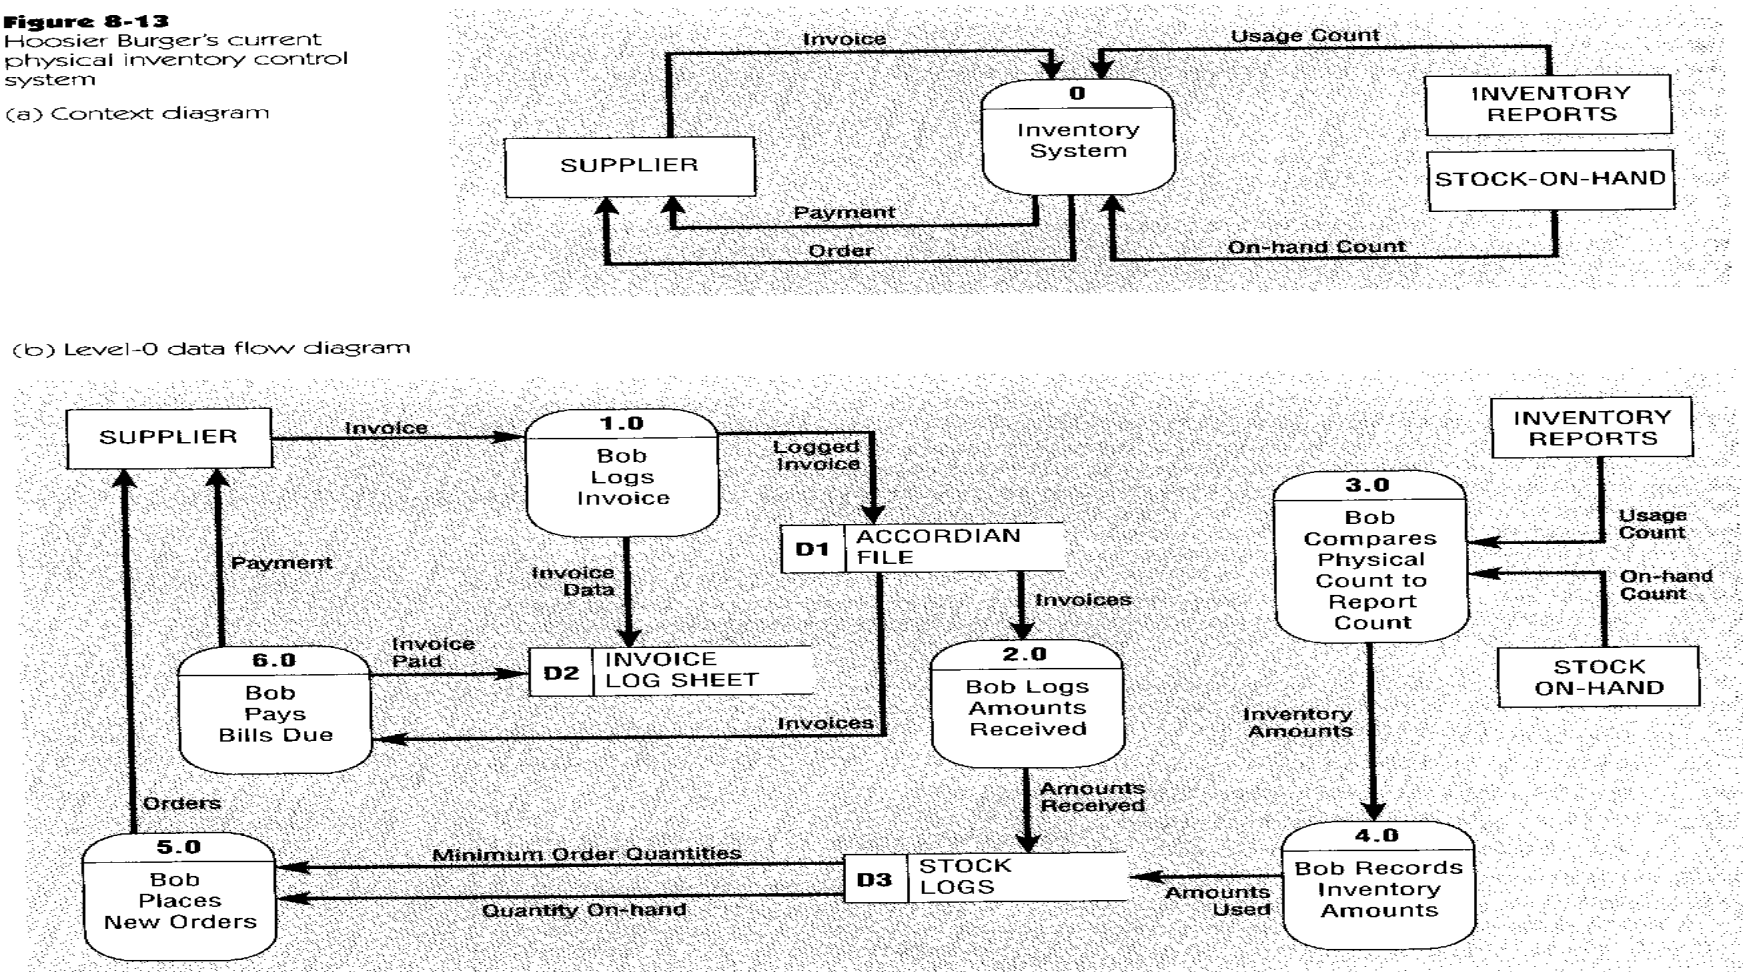 Figure 8-13
Hoosier Burger's current
physical inventory control
system
(a) Context diagram
Invoice
Usage Count
0
Inventory
System
INVENTORY
REPORTS
SUPPLIER
STOCK-ON-HAND
Payment
Order
On-hand Count
(b) Level-0 data flow diagram
SUPPLIER
Invoice
1.0
Bob
Logs
Invoice
Logged
Invoice
INVENTORY
REPORTS
3.0
Bob
Compares
Physical
Count to
Report
Count
Usage
Count
On-hand
Count
D1
ACCORDIAN
FILE
Payment
Invoice
Data
Invoices
6.0
Bob
Pays
Bills Due
Invoice
Paid
D2
INVOICE
LOG SHEET
2.0
Bob Logs
Amounts
Received
STOCK
ON-HAND
Invoices
Inventory
Amounts
Orders
Amounts
Received
5.0
Bob
Places
New Orders
Minimum Order Quantities
Quantity On-hand
D3
STOCK
LOGS
Amounts
Used
4.0
Bob Records
Inventory
Amounts